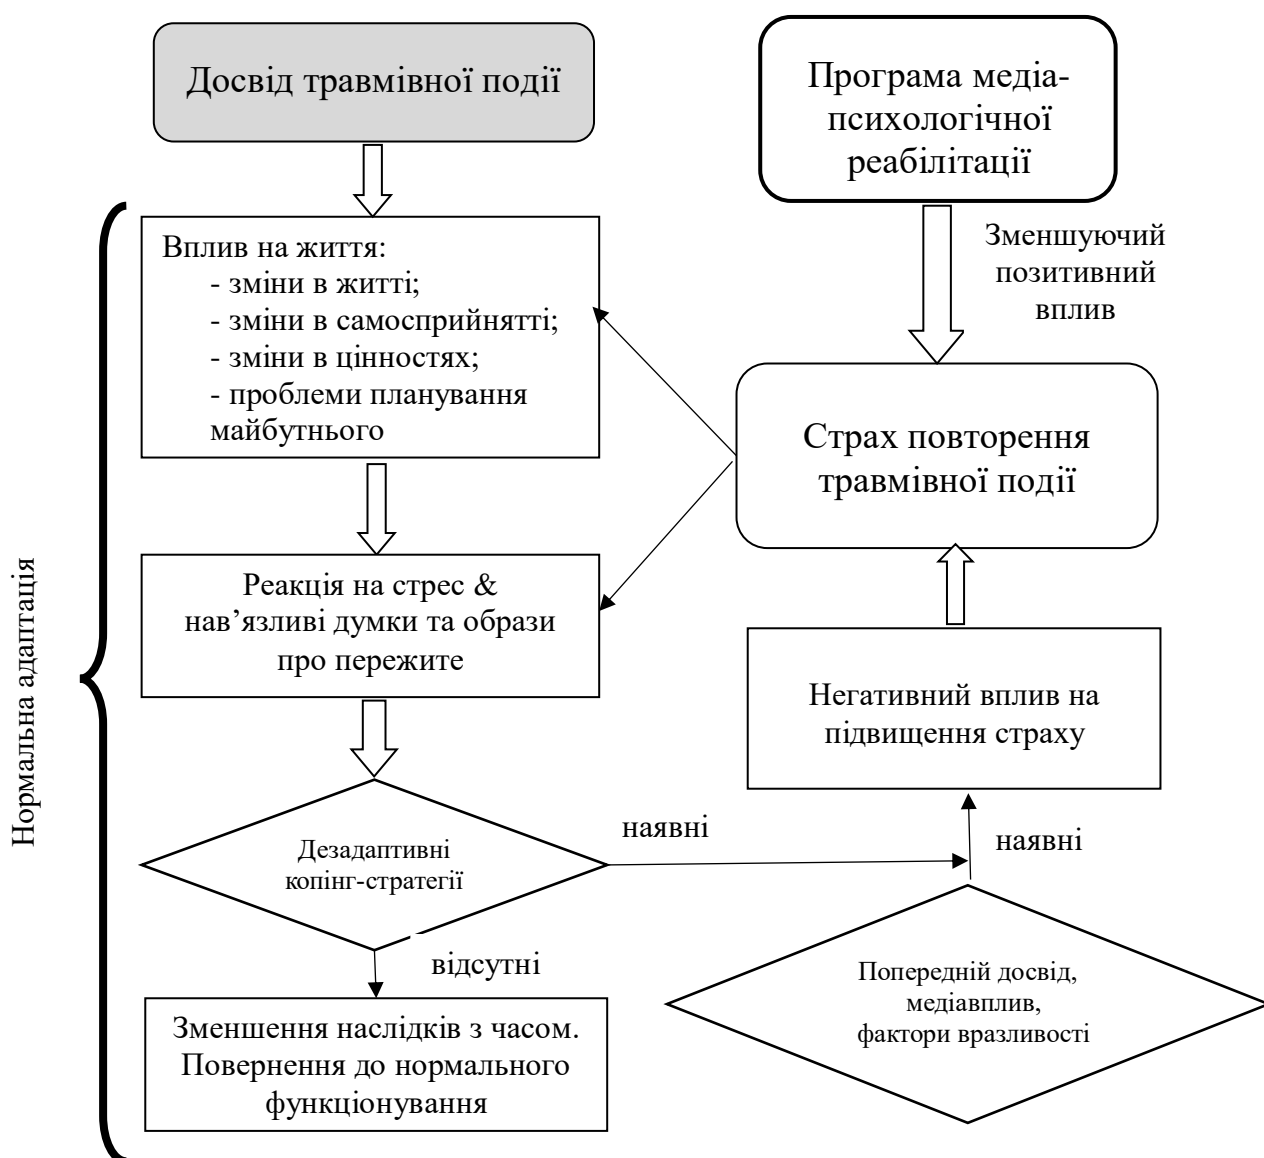 Досвід травмівної події
Програма медіа-
психологічної
реабілітації
Зменшуючий
позитивний
вплив
Вплив на життя:
- зміни в житті;
- зміни в самосприйнятті;
- зміни в цінностях;
- проблеми планування
майбутнього
Страх повторення
травмівної події
Реакція на стрес &
нав’язливі думки та образи
про пережите
Нормальна адаптація
Негативний вплив на
підвищення страху
Дезадаптивні
копінг-стратегії
наявні
наявні
відсутні
Попередній досвід,
медіавплив,
фактори вразливості
Зменшення наслідків з часом.
Повернення до нормального
функціонування